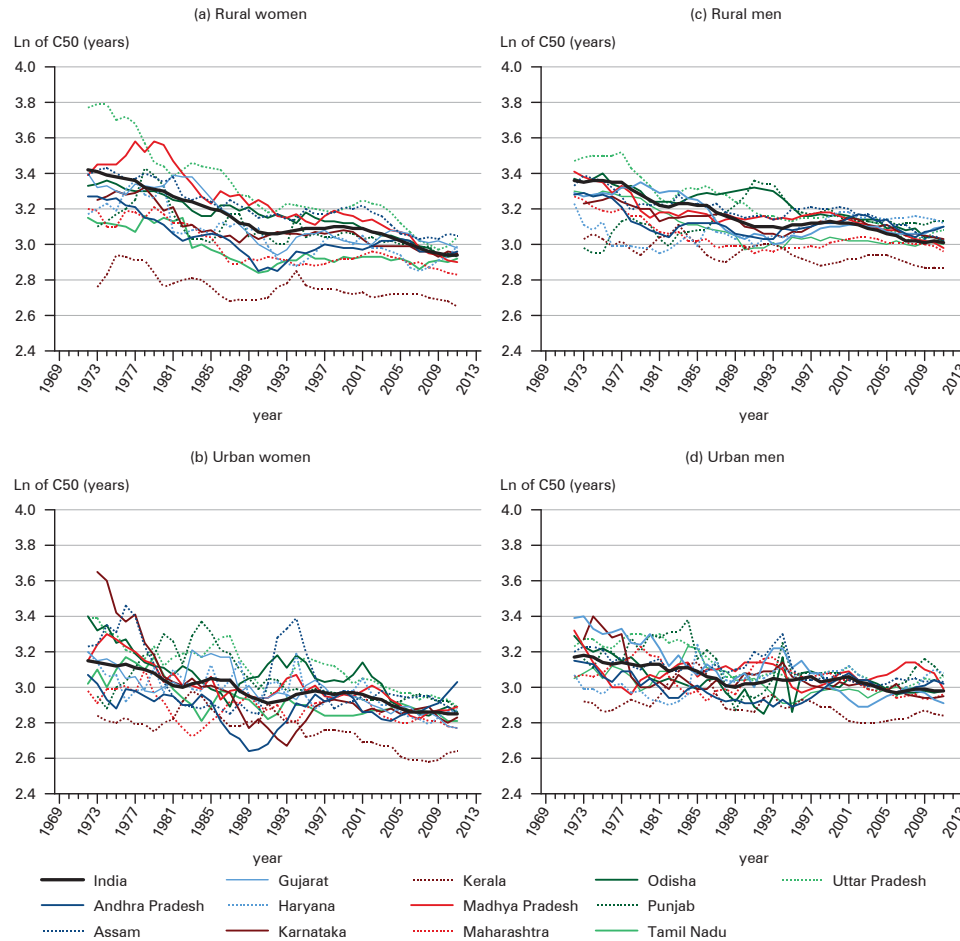 (a) Rural women
Ln of C50 (years)
4.0
3.8
3.6
3.4
3.2
3.0
2.8
2.6
2.4
1969 1973 1977 1981 1985 1989 1993 1997 2001 2005 2009 2013
year
(c) Rural men
Ln of C50 (years)
4.0
3.8
3.6
3.4
3.2
3.0
2.8
2.6
2.4
1969 1973 1977 1981 1985 1989 1993 1997 2001 2005 2009 2013
year
(b) Urban women
Ln of C50 (years)
4.0
3.8
3.6
3.4
3.2
3.0
2.8
2.6
2.4
1969 1973 1977 1981 1985 1989 1993 1997 2001 2005 2009 2013
year
(d) Urban men
Ln of C50 (years)
4.0
3.8
3.6
3.4
3.2
3.0
2.8
2.6
2.4
1969 1973 1977 1981 1985 1989 1993 1997 2001 2005 2009 2013
year
India Gujarat Kerala Odisha Uttar Pradesh
Andhra Pradesh Haryana Madhya Pradesh Punjab
Assam Karnataka Maharashtra Tamil Nadu